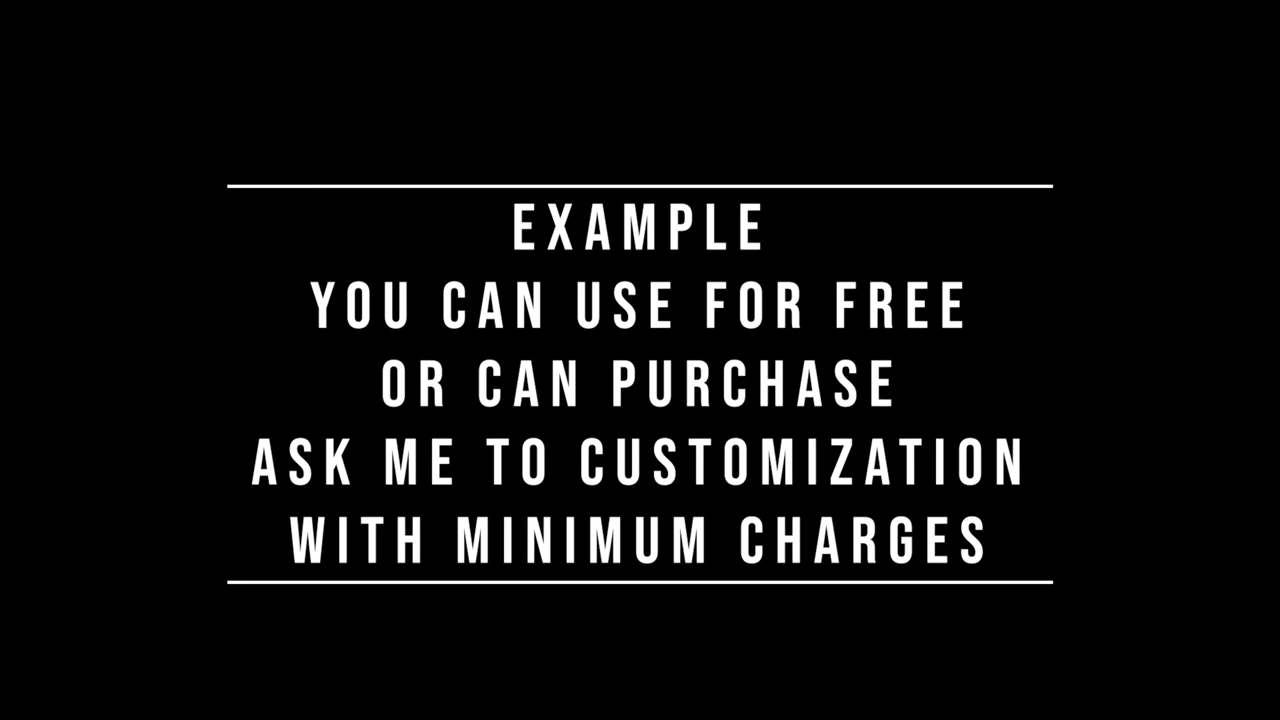 EXAMPLE
YOU CAN USE FOR FREE
OR CAN PURCHASE
ASK ME TO CUSTOMIZATION
WITH MINIMUM CHARGES